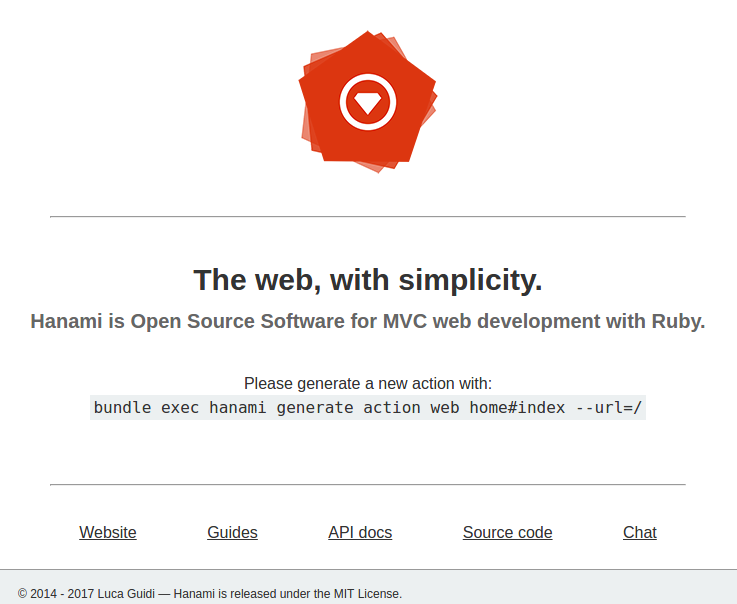 The web, with simplicity.
Hanami is Open Source Software for MVC web development with Ruby.
Please generate a new action with:
bundle exec hanami generate action web home#index --url=/
Website Guides API docs Source code Chat
© 2014 - 2017 Luca Guidi — Hanami is released under the MIT License.